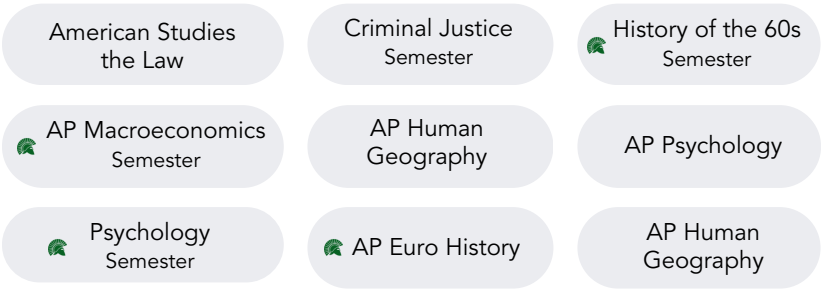 American Studies
the Law
Criminal Justice
Semester
History of the 60s
Semester
AP Macroeconomics
Semester
AP Human
Geography
AP Psychology
Psychology
Semester
AP Euro History
AP Human
Geography